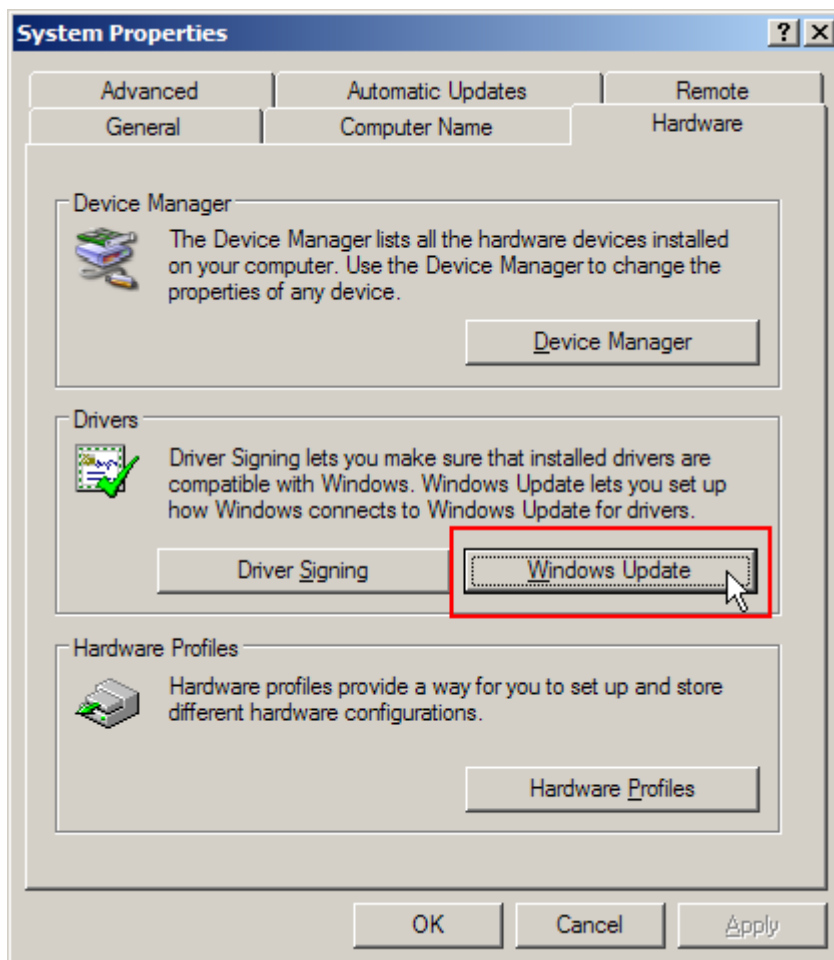 System Properties
Advanced
Automatic Updates
Remote
General
Computer Name
Hardware
Device Manager
The Device Manager lists all the hardware devices installed
on your computer. Use the Device Manager to change the
properties of any device.
Device Manager
Drivers
Driver Signing lets you make sure that installed drivers are
compatible with Windows. Windows Update lets you set up
how Windows connects to Windows Update for drivers.
Driver Signing
Windows Update
Hardware Profiles
Hardware profiles provide a way for you to set up and store
different hardware configurations.
Hardware Profiles
OK
Cancel
Apply